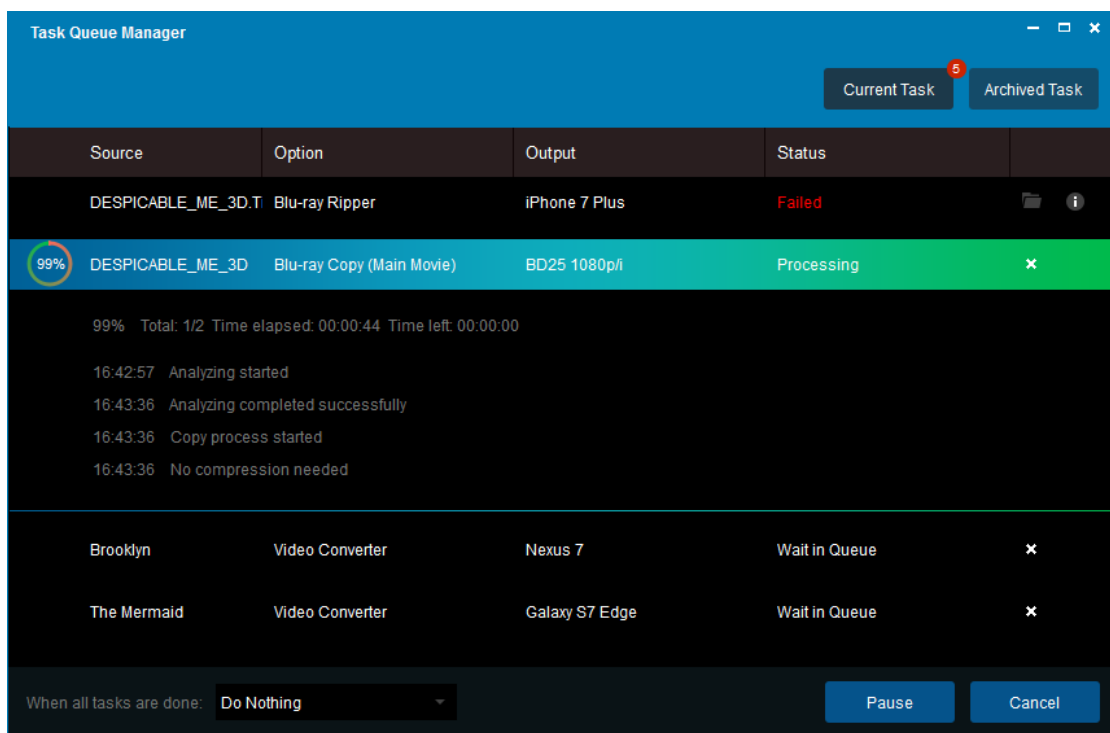 Task Queue Manager
5
Current Task Archived Task
Source Option Output Status
DESPICABLE_ME_3D.T Blu-ray Ripper iPhone 7 Plus Failed
99% DESPICABLE_ME_3D Blu-ray Copy (Main Movie) BD25 1080p/i Processing
99% Total: 1/2 Time elapsed: 00:00:44 Time left: 00:00:00
16:42:57 Analyzing started
16:43:36 Analyzing completed successfully
16:43:36 Copy process started
16:43:36 No compression needed
Brooklyn Video Converter Nexus 7 Wait in Queue
The Mermaid Video Converter Galaxy S7 Edge Wait in Queue
When all tasks are done: Do Nothing Pause Cancel